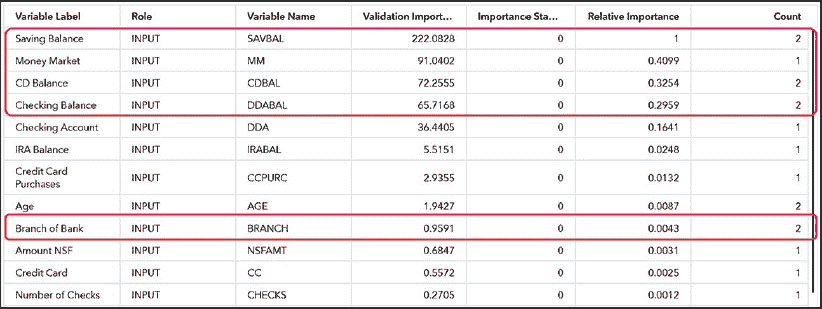 Variable Label Role Variable Name Validation Import... Importance Sta... Relative Importance Count
Saving Balance INPUT SAVBAL 222.0828 0 1 2
Money Market INPUT MM 91.0402 0 0.4099 1
CD Balance INPUT CDBAL 72.2555 0 0.3254 2
Checking Balance INPUT DDABAL 65.7168 0 0.2959 2
Checking Account INPUT DDA 36.4405 0 0.1641 1
IRA Balance INPUT IRABAL 5.5151 0 0.0248 1
Credit Card
Purchases INPUT CCPURC 2.9355 0 0.0132 1
Age INPUT AGE 1.9427 0 0.0087 2
Branch of Bank INPUT BRANCH 0.9591 0 0.0043 2
Amount NSF INPUT NSFAMT 0.6847 0 0.0031 1
Credit Card INPUT CC 0.5572 0 0.0025 1
Number of Checks INPUT CHECKS 0.2705 0 0.0012 1